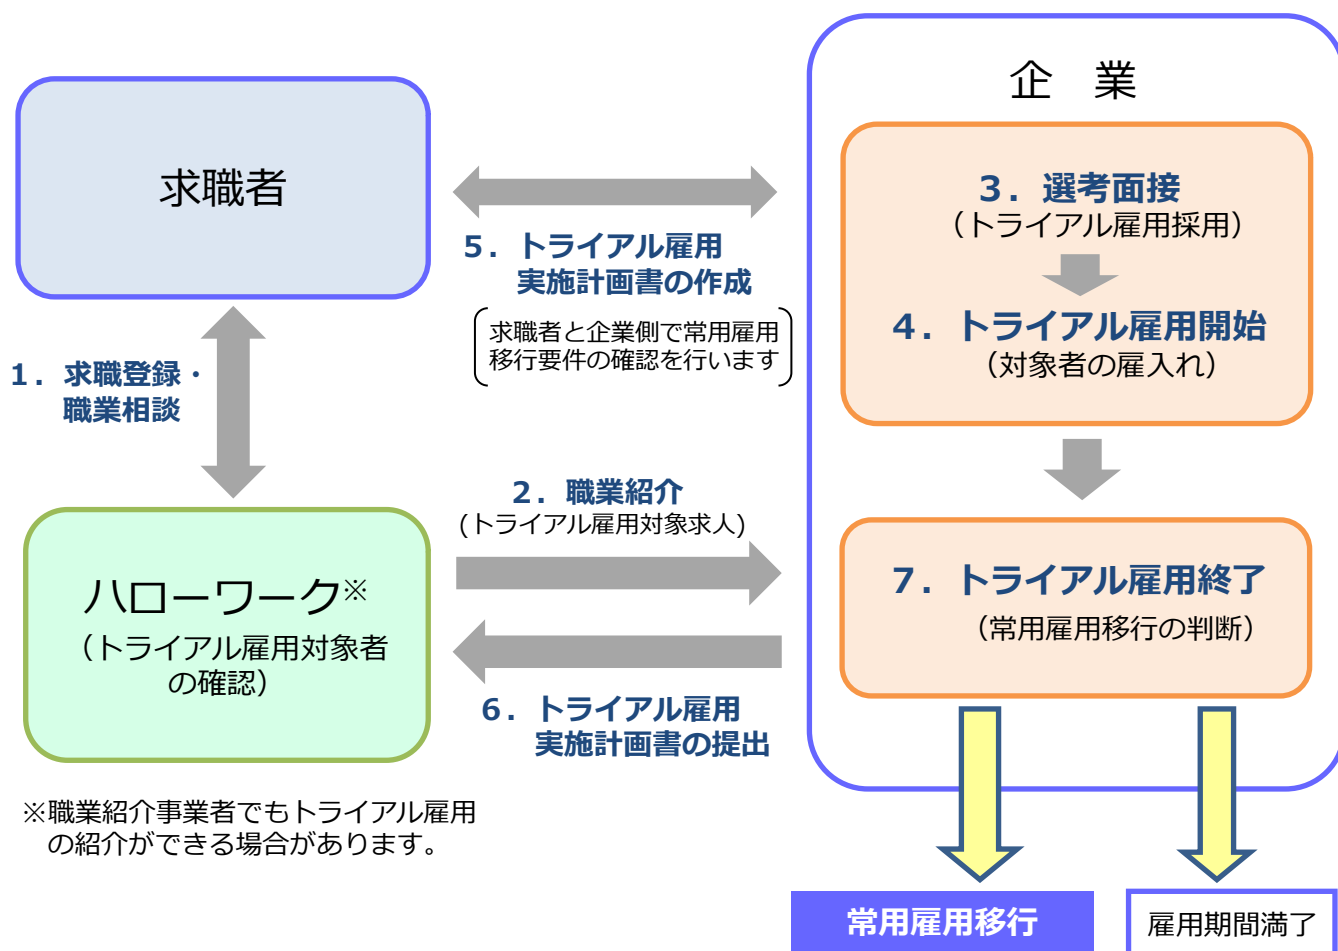 企　業
求職者
３．選考面接
（トライアル雇用採用）
４．トライアル雇用開始
（対象者の雇入れ）
５．トライアル雇用
実施計画書の作成
求職者と企業側で常用雇用
移行要件の確認を行います
１．求職登録・
職業相談
２．職業紹介
(トライアル雇用対象求人)
ハローワーク※
（トライアル雇用対象者
の確認）
７．トライアル雇用終了
（常用雇用移行の判断）
６．トライアル雇用
実施計画書の提出
※職業紹介事業者でもトライアル雇用
の紹介ができる場合があります。
常用雇用移行
雇用期間満了